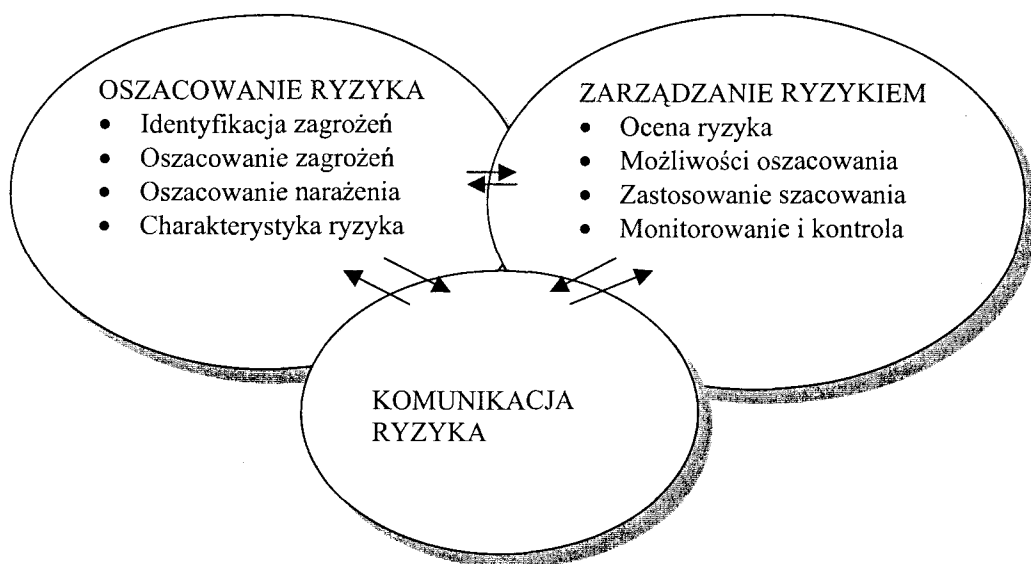 OSZACOWANIE RYZYKA
• Identyfikacja zagrożeń
• Oszacowanie zagrożeń
• Oszacowanie narażenia
• Charakterystyka ryzyka
ZARZĄDZANIE RYZYKIEM
• Ocena ryzyka
• Możliwości oszacowania
• Zastosowanie szacowania
• Monitorowanie i kontrola
KOMUNIKACJA
RYZYKA